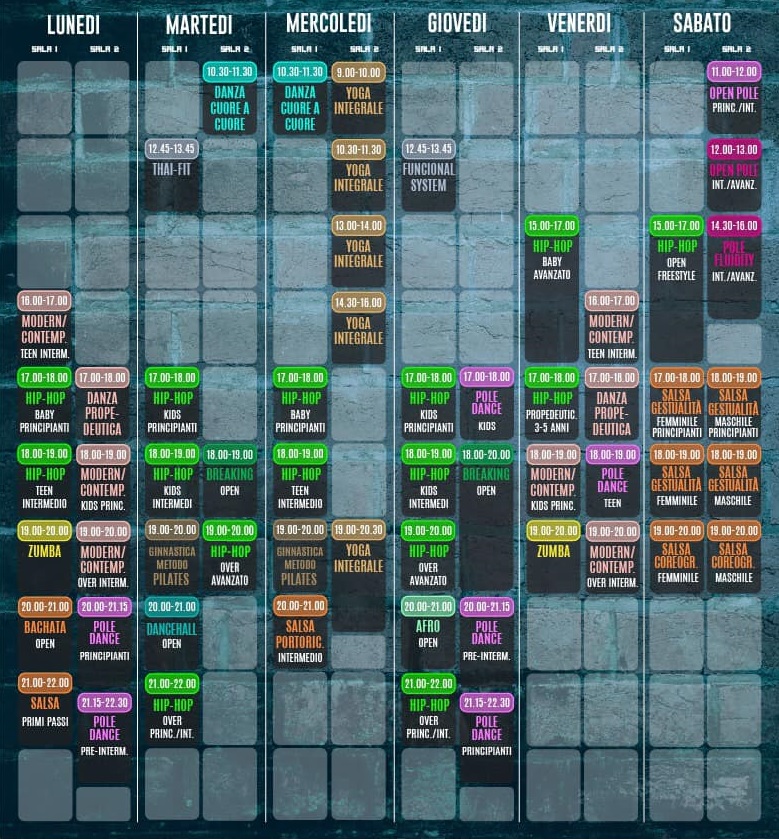 LUNEDI
SALA 1
SALA 2
16.00-17.00
MODERN/
CONTEMP.
TEEN INTERM.
17.00-18.00
HIP-HOP
BABY
PRINCIPIANTI
18.00-19.00
HIP-HOP
TEEN
INTERMEDIO
19.00-20.00
ZUMBA
20.00-21.00
BACHATA
OPEN
21.00-22.00
SALSA
PRIMI PASSI
17.00-18.00
DANZA
PROPE-
DEUTICA
18.00-19.00
MODERN/
CONTEMP.
KIDS PRINC.
19.00-20.00
MODERN/
CONTEMP.
OVER INTERM.
20.00-21.15
POLE
DANCE
PRINCIPIANTI
21.15-22.30
POLE
DANCE
PRE-INTERM.
MARTEDI
SALA 1
SALA 2
12.45-13.45
THAI-FIT
17.00-18.00
HIP-HOP
KIDS
PRINCIPIANTI
18.00-19.00
HIP-HOP
KIDS
INTERMEDI
19.00-20.00
GINNASTICA
METODO
PILATES
20.00-21.00
DANCEHALL
OPEN
21.00-22.00
HIP-HOP
OVER
PRINC./INT.
10.30-11.30
DANZA
CUORE A
CUORE
18.00-19.00
BREAKING
OPEN
19.00-20.00
HIP-HOP
OVER
AVANZATO
MERCOLEDI
SALA 1
SALA 2
10.30-11.30
DANZA
CUORE A
CUORE
17.00-18.00
HIP-HOP
BABY
PRINCIPIANTI
18.00-19.00
HIP-HOP
TEEN
INTERMEDIO
19.00-20.00
GINNASTICA
METODO
PILATES
20.00-21.00
SALSA
PORTORIC.
INTERMEDIO
9.00-10.00
YOGA
INTEGRALE
10.30-11.30
YOGA
INTEGRALE
13.00-14.00
YOGA
INTEGRALE
14.30-16.00
YOGA
INTEGRALE
19.00-20.30
YOGA
INTEGRALE
GIOVEDI
SALA 1
SALA 2
12.45-13.45
FUNCIONAL
SYSTEM
17.00-18.00
HIP-HOP
KIDS
PRINCIPIANTI
18.00-19.00
HIP-HOP
KIDS
INTERMEDI
19.00-20.00
HIP-HOP
OVER
AVANZATO
20.00-21.00
AFRO
OPEN
21.00-22.00
HIP-HOP
OVER
PRINC./INT.
17.00-18.00
POLE
DANCE
KIDS
18.00-20.00
BREAKING
OPEN
20.00-21.15
POLE
DANCE
PRE-INTERM.
21.15-22.30
POLE
DANCE
PRINCIPIANTI
VENERDI
SALA 1
SALA 2
15.00-17.00
HIP-HOP
BABY
AVANZATO
17.00-18.00
HIP-HOP
PROPEDEUTIC.
3-5 ANNI
18.00-19.00
MODERN/
CONTEMP.
KIDS PRINC.
19.00-20.00
ZUMBA
16.00-17.00
MODERN/
CONTEMP.
TEEN INTERM.
17.00-18.00
DANZA
PROPE-
DEUTICA
18.00-19.00
POLE
DANCE
TEEN
19.00-20.00
MODERN/
CONTEMP.
OVER INTERM.
SABATO
SALA 1
SALA 2
15.00-17.00
HIP-HOP
OPEN
FREESTYLE
17.00-18.00
SALSA
GESTUALITÀ
FEMMINILE
PRINCIPIANTI
18.00-19.00
SALSA
GESTUALITÀ
FEMMINILE
19.00-20.00
SALSA
COREOGR.
FEMMINILE
11.00-12.00
OPEN POLE
PRINC./INT.
12.00-13.00
OPEN POLE
INT./AVANZ.
14.30-16.00
POLE
FLUIDITY
INT./AVANZ.
18.00-19.00
SALSA
GESTUALITÀ
MASCHILE
PRINCIPIANTI
18.00-19.00
SALSA
GESTUALITÀ
MASCHILE
19.00-20.00
SALSA
COREOGR.
MASCHILE